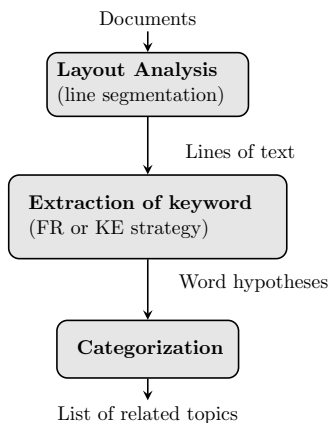 Documents
Layout Analysis
(line segmentation)
Lines of text
Extraction of keyword
(FR or KE strategy)
Word hypotheses
Categorization
List of related topics